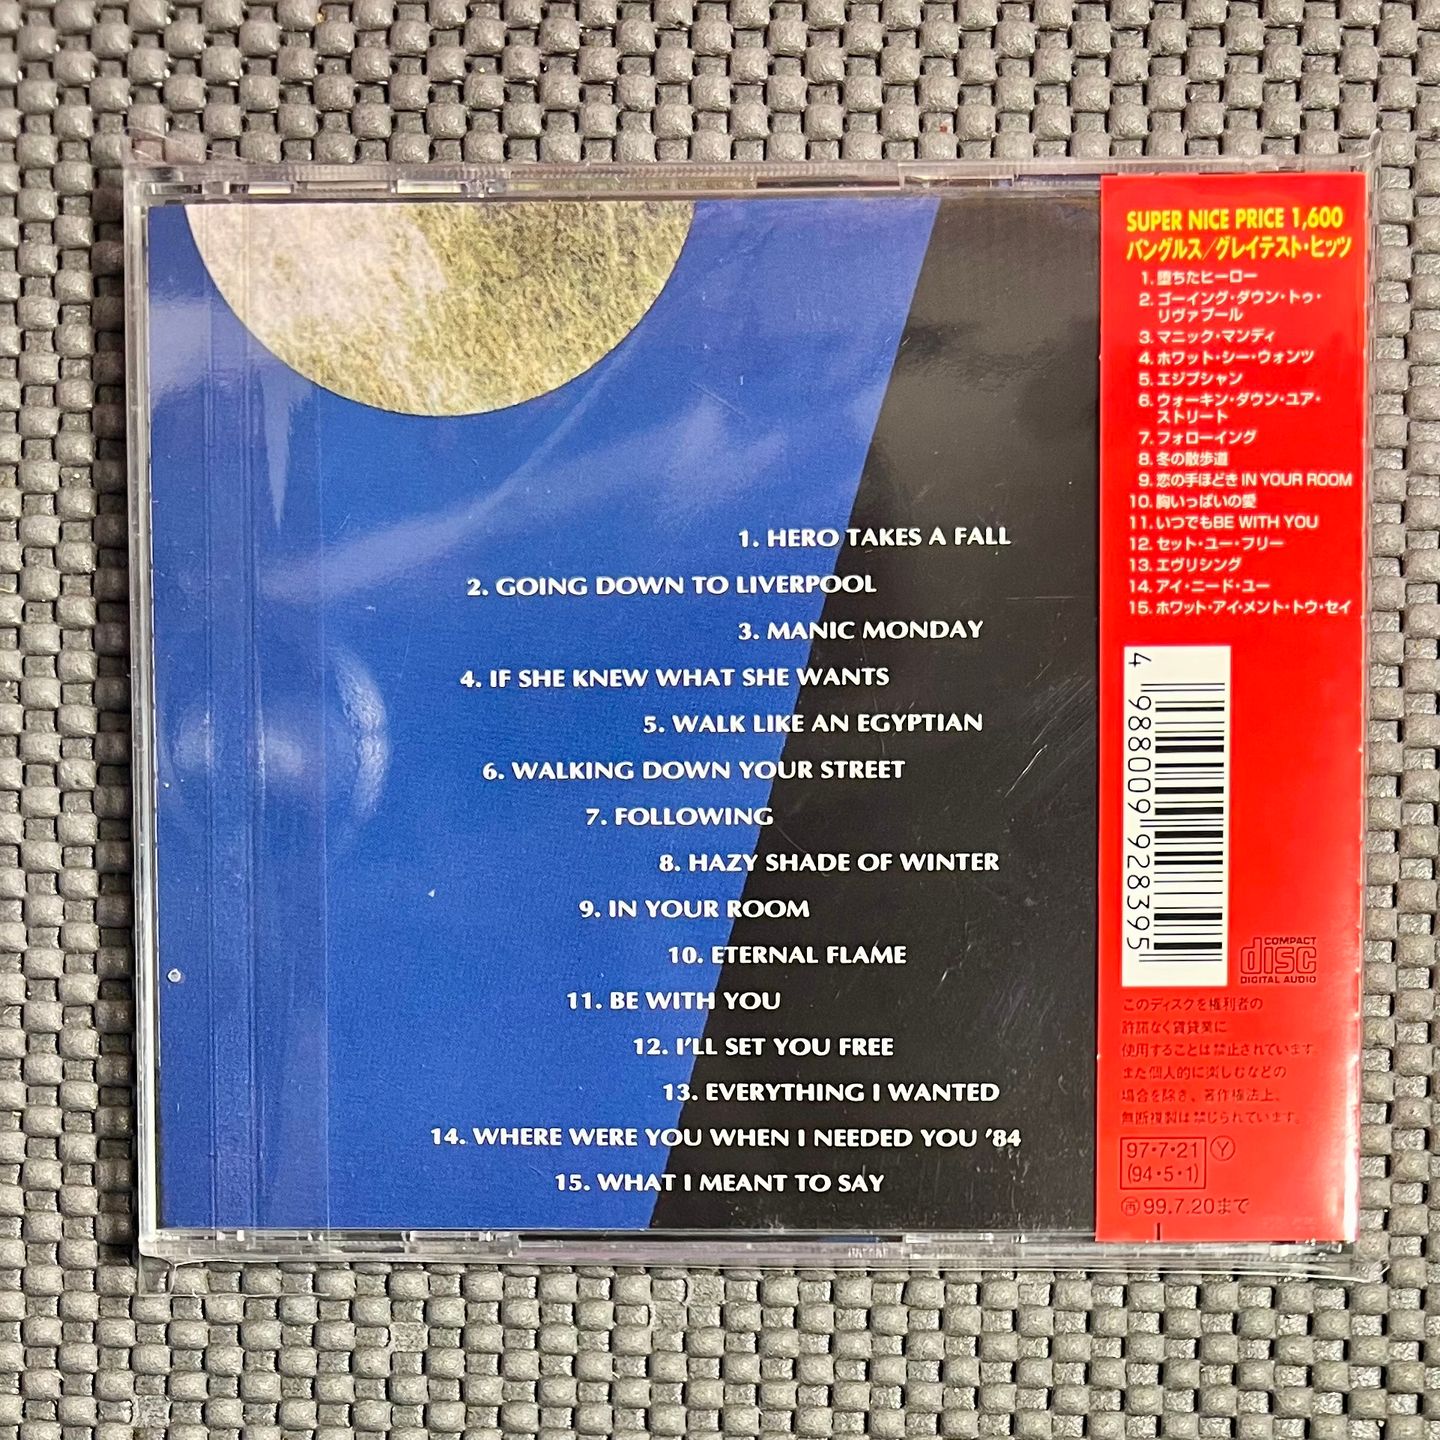 1. HERO TAKES A FALL
2. GOING DOWN TO LIVERPOOL
3. MANIC MONDAY
4. IF SHE KNEW WHAT SHE WANTS
5. WALK LIKE AN EGYPTIAN
6. WALKING DOWN YOUR STREET
7. FOLLOWING
8. HAZY SHADE OF WINTER
9. IN YOUR ROOM
10. ETERNAL FLAME
11. BE WITH YOU
12. I'LL SET YOU FREE
13. EVERYTHING I WANTED
14. WHERE WERE YOU WHEN I NEEDED YOU '84
15. WHAT I MEANT TO SAY
SUPER NICE PRICE 1,600
バングルス/グレイテスト・ヒッツ
1. 堕ちたヒーロー
2. ゴーイング・ダウン・トゥ・
リヴァプール
3. マニック・マンデイ
4. ホワット・シー・ウォンツ
5. エジプシャン
6. ウォーキン・ダウン・ユア・
ストリート
7. フォローイング
8. 冬の散歩道
9. 恋の手ほどき IN YOUR ROOM
10. 胸いっぱいの愛
11. いつでもBE WITH YOU
12. セット・ユー・フリー
13. エヴリシング
14. アイ・ニード・ユー
15. ホワット・アイ・メント・トゥ・セイ
4 988009 928395
COMPACT
disc
DIGITAL AUDIO
このディスクを権利者の
許諾なく賃貸業に
使用することは禁止されています。
また個人的に楽しむなどの
場合を除き、著作権法上、
無断複製は禁じられています。
97・7・21 Ⓨ
(94・5・1)
再99.7.20まで